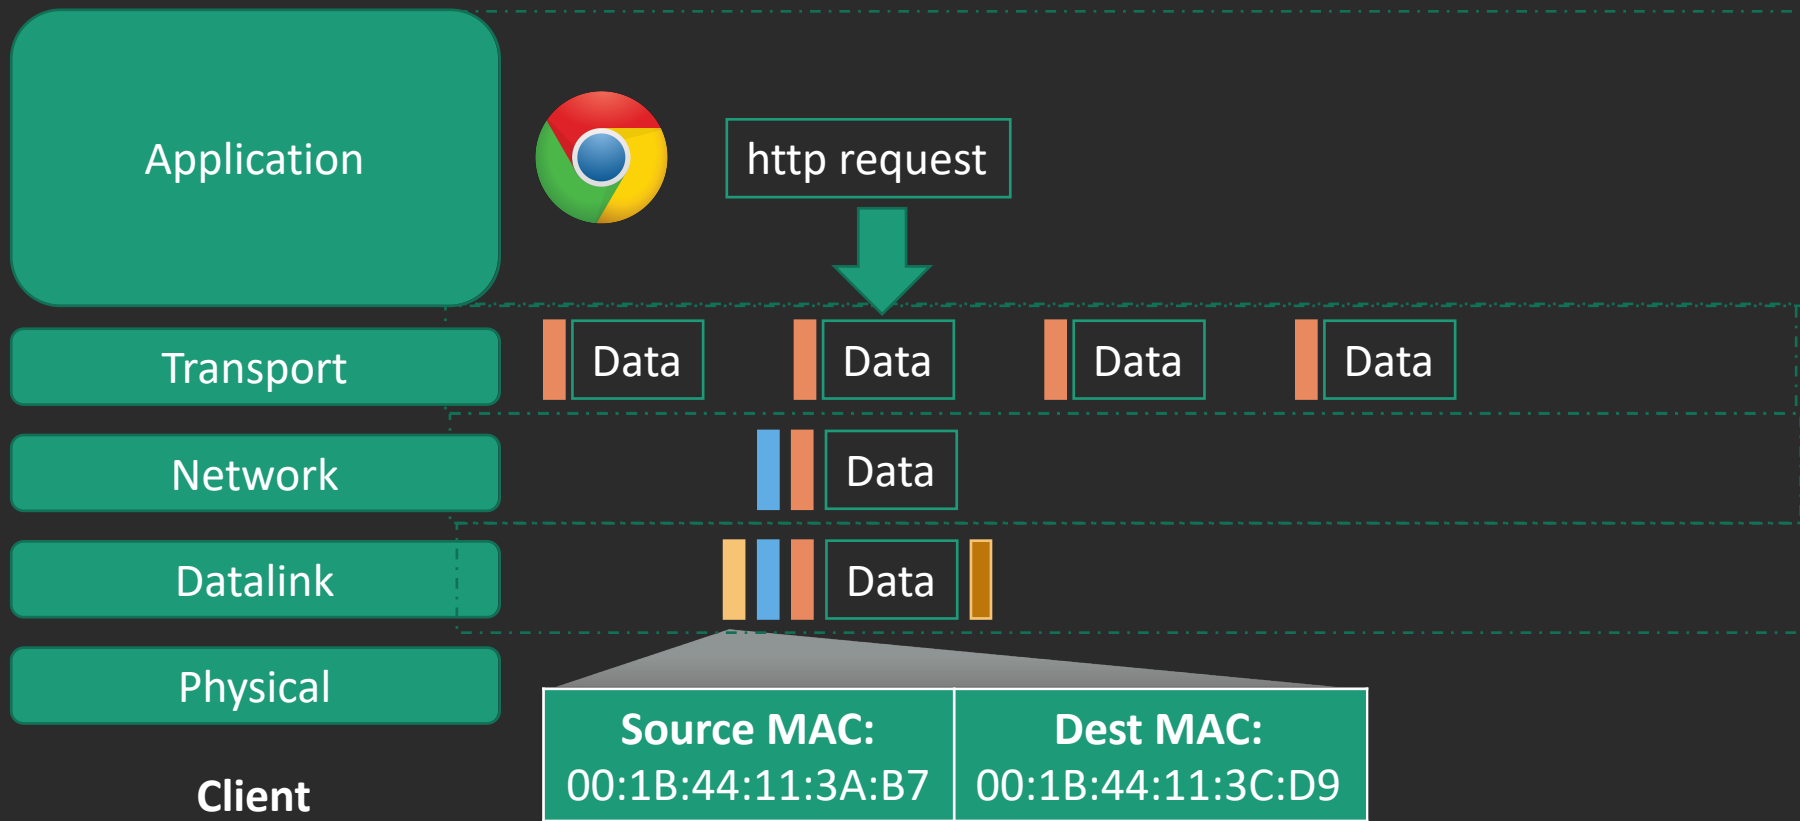 Application
http request
Transport
Data Data Data Data
Network
Data
Datalink
Data
Physical
Source MAC: Dest MAC:
00:1B:44:11:3A:B7 00:1B:44:11:3C:D9
Client